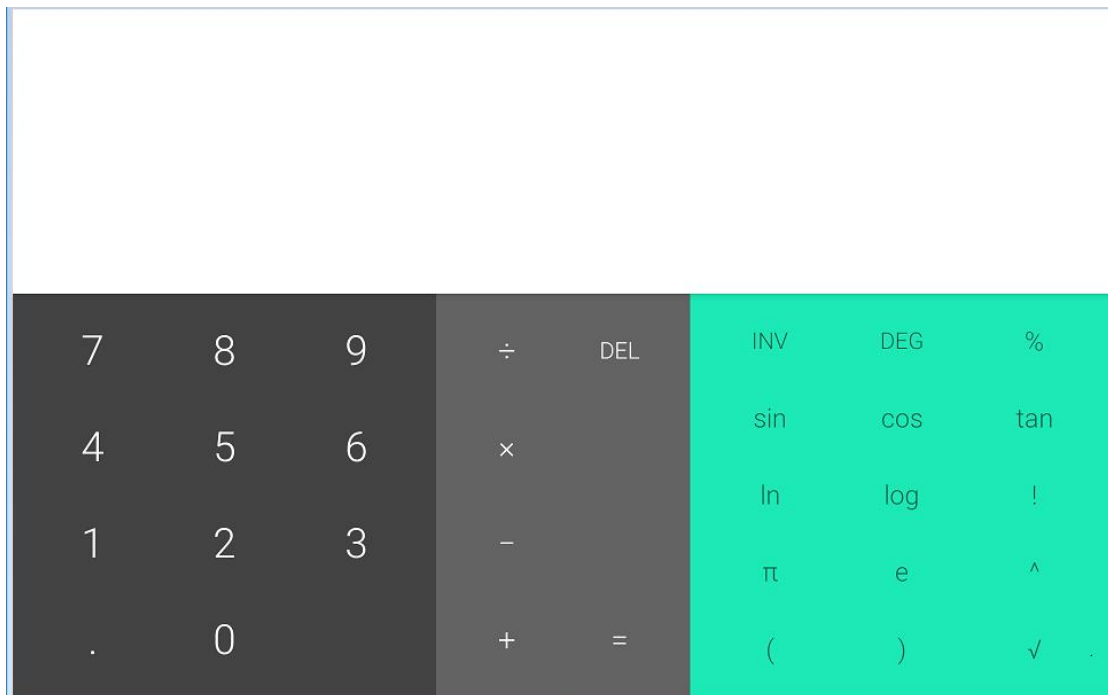 7 8 9 ÷ DEL INV DEG %
sin cos tan
4 5 6 ×
ln log !
1 2 3 −
π e ^
. 0 + = ( ) √